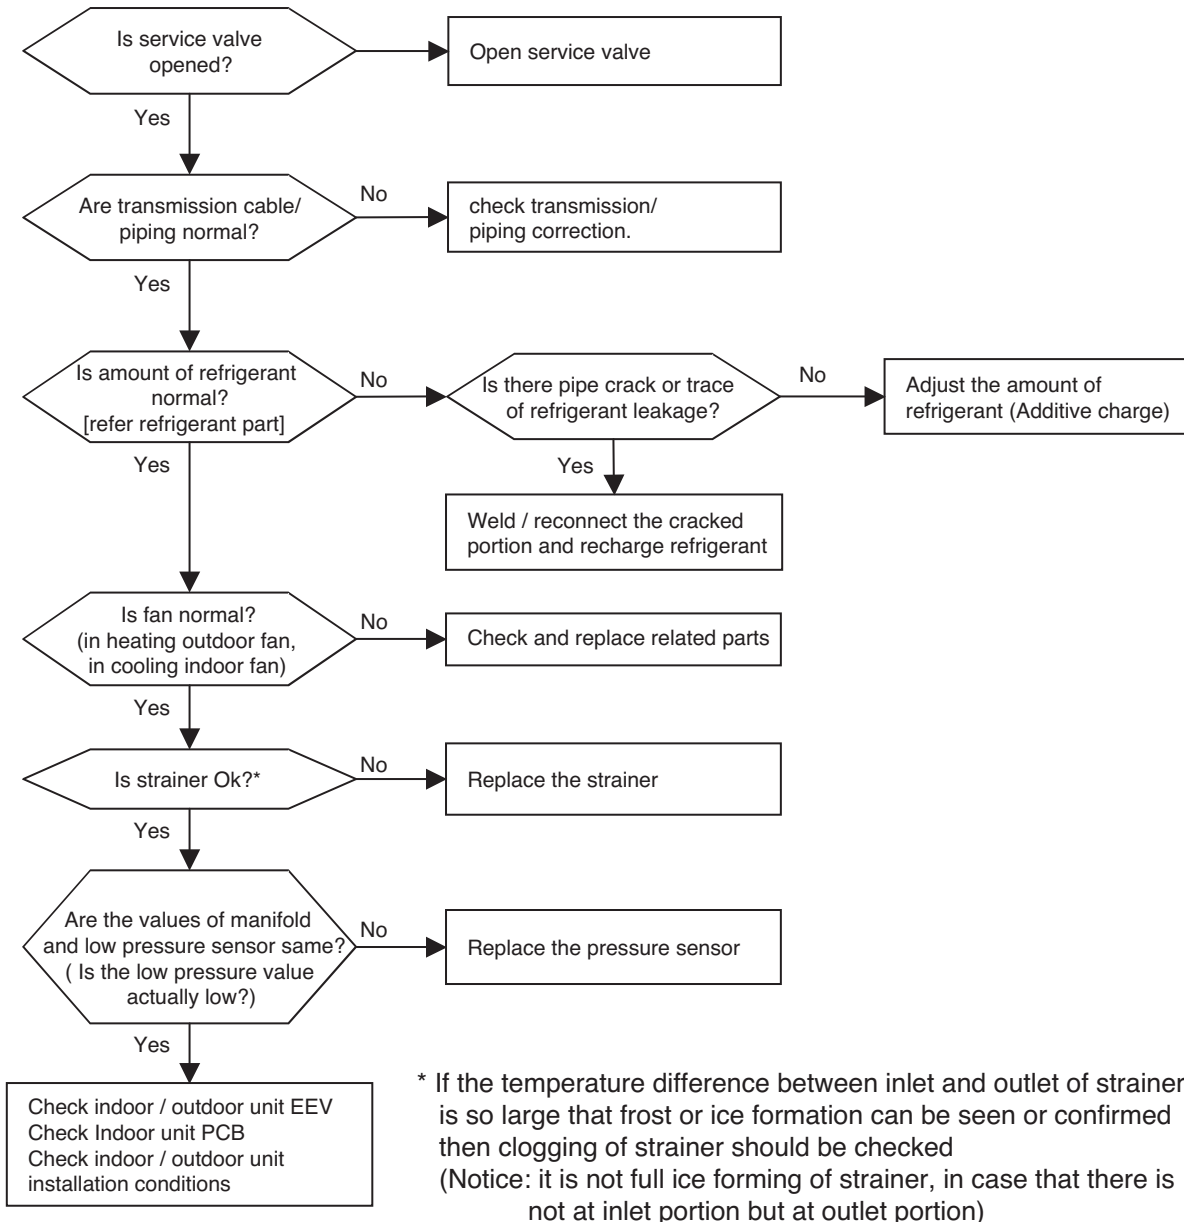 Is service valve
opened?
Open service valve
Yes
Are transmission cable/
piping normal?
No
check transmission/
piping correction.
Yes
Is amount of refrigerant
normal?
[refer refrigerant part]
No
Is there pipe crack or trace
of refrigerant leakage?
No
Adjust the amount of
refrigerant (Additive charge)
Yes
Yes
Weld / reconnect the cracked
portion and recharge refrigerant
Is fan normal?
(in heating outdoor fan,
in cooling indoor fan)
No
Check and replace related parts
Yes
Is strainer Ok?*
No
Replace the strainer
Yes
Are the values of manifold
and low pressure sensor same?
( Is the low pressure value
actually low?)
No
Replace the pressure sensor
Yes
Check indoor / outdoor unit EEV
Check Indoor unit PCB
Check indoor / outdoor unit
installation conditions
* If the temperature difference between inlet and outlet of strainer
is so large that frost or ice formation can be seen or confirmed
then clogging of strainer should be checked
(Notice: it is not full ice forming of strainer, in case that there is
not at inlet portion but at outlet portion)